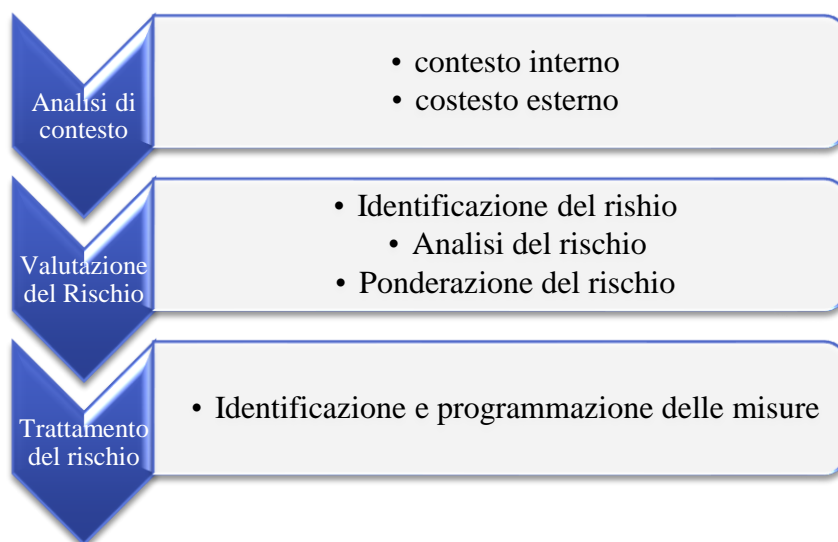 Analisi di
contesto
• contesto interno
• costesto esterno
Valutazione
del Rischio
• Identificazione del rishio
• Analisi del rischio
• Ponderazione del rischio
Trattamento
del rischio
• Identificazione e programmazione delle misure